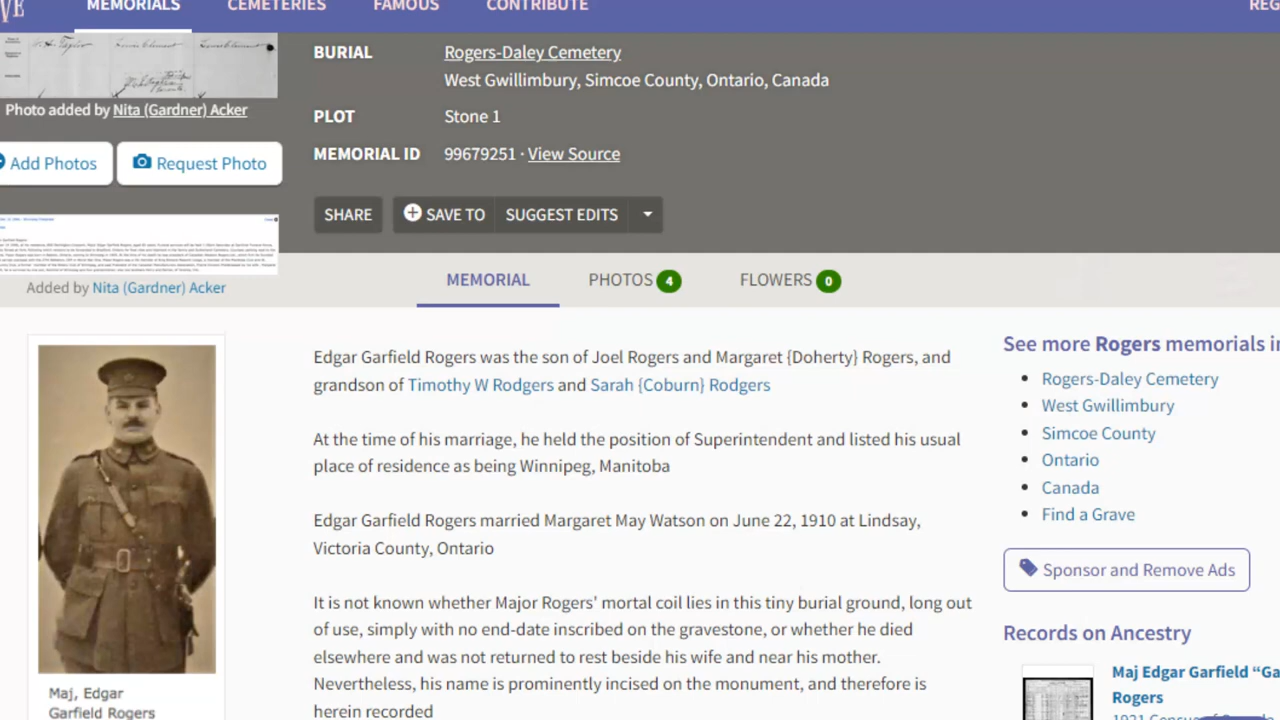 VE
MEMORIALS
CEMETERIES
FAMOUS
CONTRIBUTE
REG
BURIAL
Rogers-Daley Cemetery
West Gwillimbury, Simcoe County, Ontario, Canada
Photo added by Nita (Gardner) Acker
PLOT
Stone 1
MEMORIAL ID
99679251 · View Source
Add Photos
Request Photo
SHARE
SAVE TO
SUGGEST EDITS
Added by Nita (Gardner) Acker
MEMORIAL
PHOTOS 4
FLOWERS 0
Maj, Edgar
Garfield Rogers
Edgar Garfield Rogers was the son of Joel Rogers and Margaret {Doherty} Rogers, and
grandson of Timothy W Rodgers and Sarah {Coburn} Rodgers
At the time of his marriage, he held the position of Superintendent and listed his usual
place of residence as being Winnipeg, Manitoba
Edgar Garfield Rogers married Margaret May Watson on June 22, 1910 at Lindsay,
Victoria County, Ontario
It is not known whether Major Rogers' mortal coil lies in this tiny burial ground, long out
of use, simply with no end-date inscribed on the gravestone, or whether he died
elsewhere and was not returned to rest beside his wife and near his mother.
Nevertheless, his name is prominently incised on the monument, and therefore is
herein recorded
See more Rogers memorials in
Rogers-Daley Cemetery
West Gwillimbury
Simcoe County
Ontario
Canada
Find a Grave
Sponsor and Remove Ads
Records on Ancestry
Maj Edgar Garfield “Ga
Rogers
1921 Census of Canada